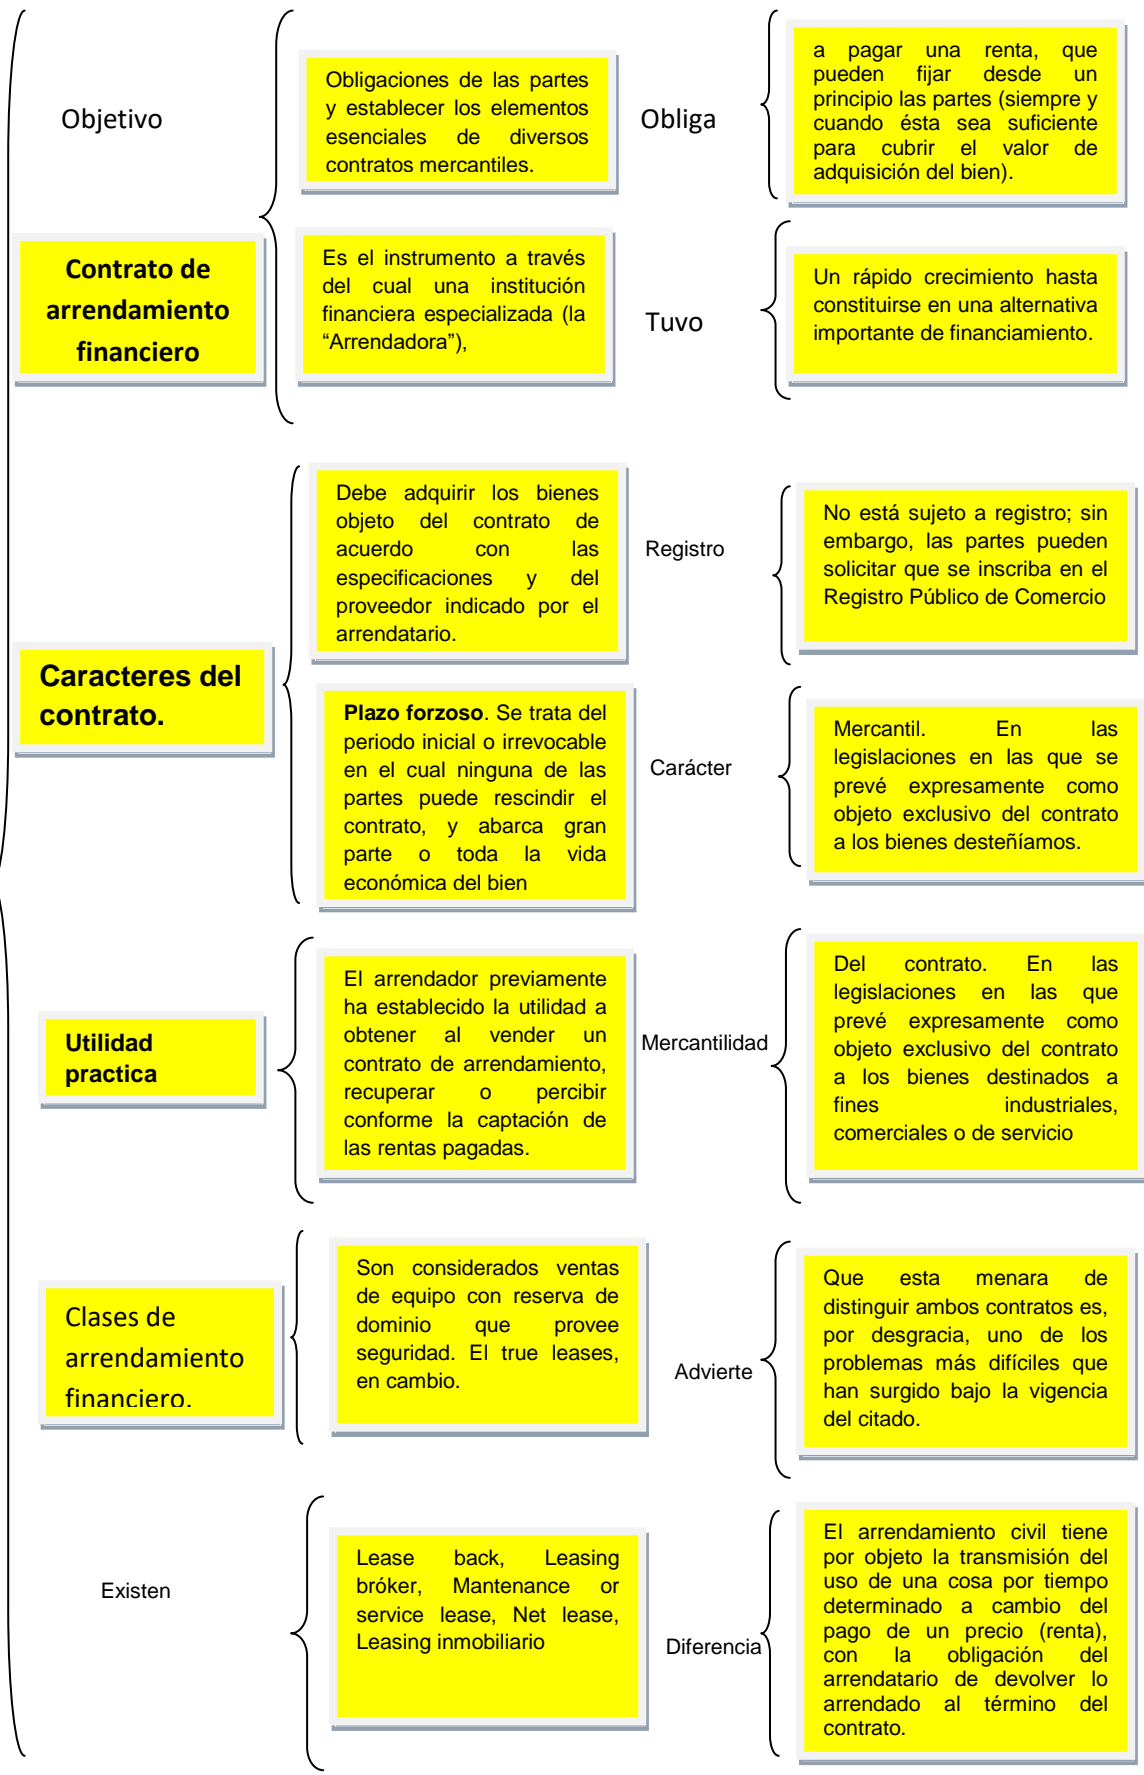 Objetivo
Obligaciones de las partes
y establecer los elementos
esenciales de diversos
contratos mercantiles.
Obliga
a pagar una renta, que
pueden fijar desde un
principio las partes (siempre y
cuando ésta sea suficiente
para cubrir el valor de
adquisición del bien).
Contrato de
arrendamiento
financiero
Es el instrumento a través
del cual una institución
financiera especializada (la
“Arrendadora”),
Tuvo
Un rápido crecimiento hasta
constituirse en una alternativa
importante de financiamiento.
Caracteres del
contrato.
Debe adquirir los bienes
objeto del contrato de
acuerdo con las
especificaciones y del
proveedor indicado por el
arrendatario.
Registro
No está sujeto a registro; sin
embargo, las partes pueden
solicitar que se inscriba en el
Registro Público de Comercio
Plazo forzoso. Se trata del
periodo inicial o irrevocable
en el cual ninguna de las
partes puede rescindir el
contrato, y abarca gran
parte o toda la vida
económica del bien
Carácter
Mercantil. En las
legislaciones en las que se
prevé expresamente como
objeto exclusivo del contrato
a los bienes desteñíamos.
Utilidad
practica
El arrendador previamente
ha establecido la utilidad a
obtener al vender un
contrato de arrendamiento,
recuperar o percibir
conforme la captación de
las rentas pagadas.
Mercantilidad
Del contrato. En las
legislaciones en las que
prevé expresamente como
objeto exclusivo del contrato
a los bienes destinados a
fines industriales,
comerciales o de servicio
Clases de
arrendamiento
financiero.
Son considerados ventas
de equipo con reserva de
dominio que provee
seguridad. El true leases,
en cambio.
Advierte
Que esta menara de
distinguir ambos contratos es,
por desgracia, uno de los
problemas más difíciles que
han surgido bajo la vigencia
del citado.
Existen
Lease back, Leasing
bróker, Mantenance or
service lease, Net lease,
Leasing inmobiliario
Diferencia
El arrendamiento civil tiene
por objeto la transmisión del
uso de una cosa por tiempo
determinado a cambio del
pago de un precio (renta),
con la obligación del
arrendatario de devolver lo
arrendado al término del
contrato.